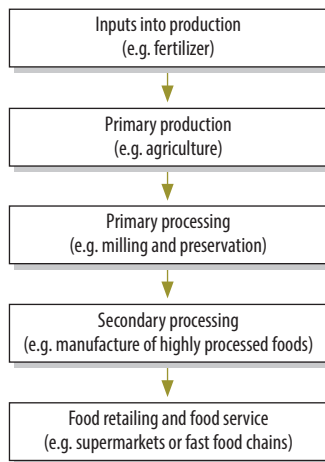 Inputs into production
(e.g. fertilizer)
Primary production
(e.g. agriculture)
Primary processing
(e.g. milling and preservation)
Secondary processing
(e.g. manufacture of highly processed foods)
Food retailing and food service
(e.g. supermarkets or fast food chains)